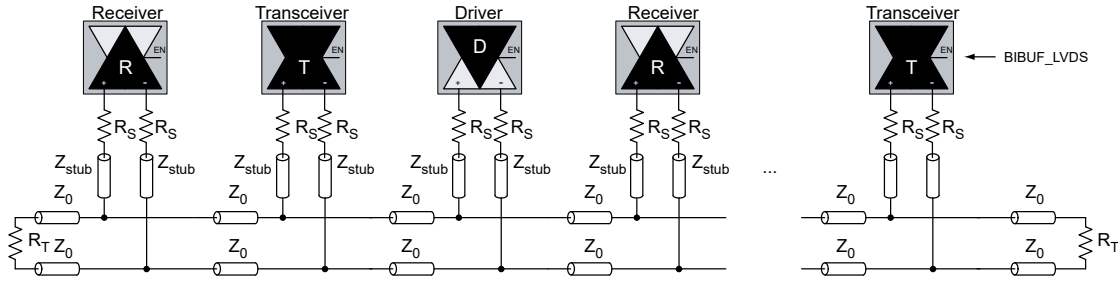 Receiver Transceiver Driver Receiver Transceiver
EN EN D EN EN
R T R T BIBUF_LVDS
+ - + - + - + - + -
RS RS RS RS RS RS RS RS RS RS
Zstub Zstub Zstub Zstub Zstub Zstub Zstub
...
Z0 Z0 Z0 Z0 Z0 Z0
RT Z0 Z0 Z0 Z0 Z0 Z0 RT